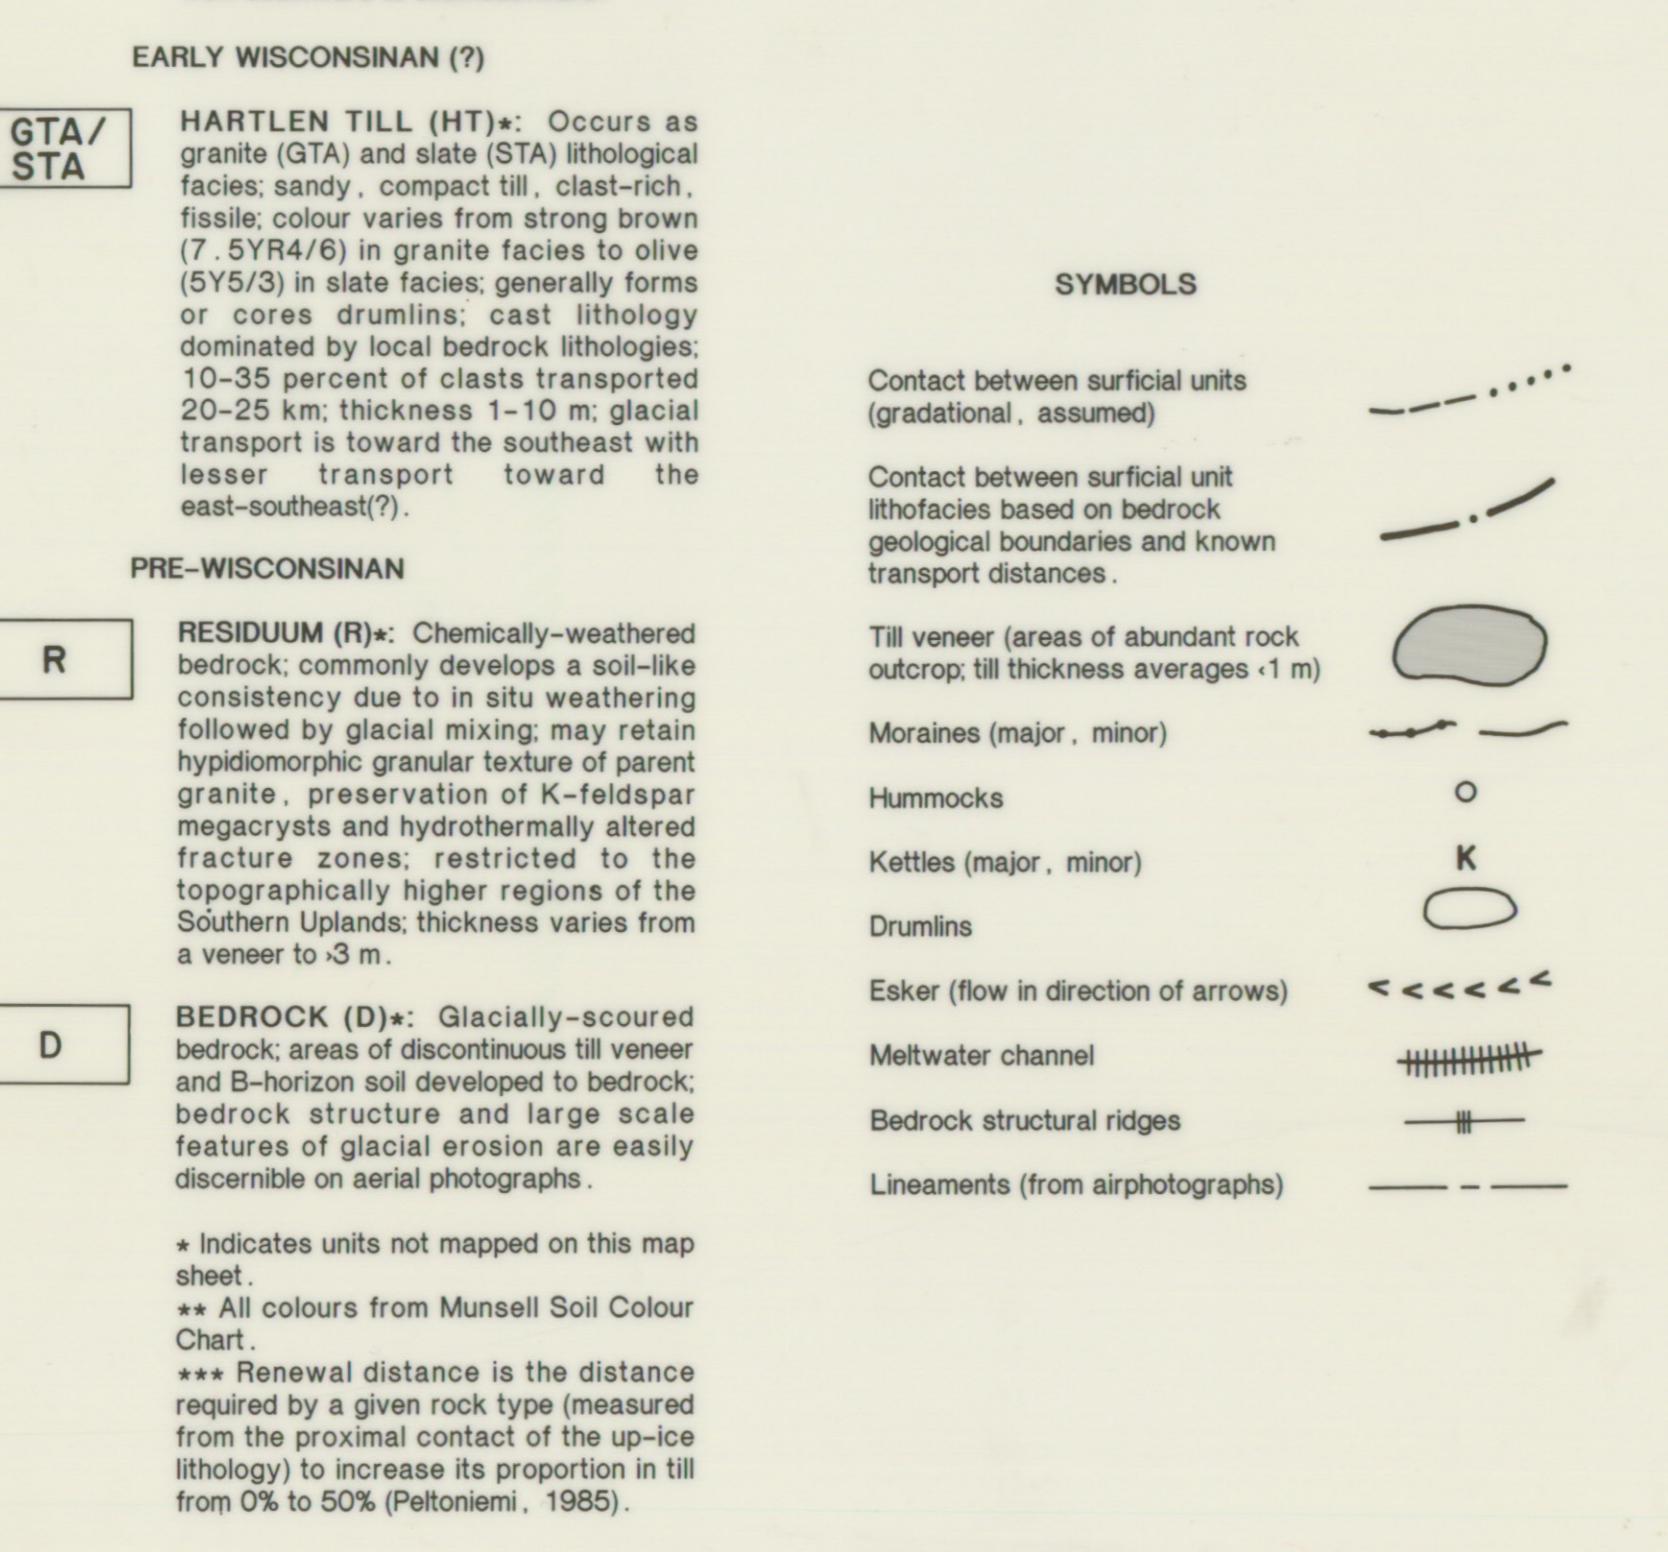 EARLY WISCONSINAN (?)
GTA/
STA
HARTLEN TILL (HT)*: Occurs as
granite (GTA) and slate (STA) lithological
facies; sandy, compact till, clast-rich,
fissile; colour varies from strong brown
(7.5YR4/6) in granite facies to olive
(5Y5/3) in slate facies; generally forms
or cores drumlins; cast lithology
dominated by local bedrock lithologies;
10-35 percent of clasts transported
20-25 km; thickness 1-10 m; glacial
transport is toward the southeast with
lesser transport toward the
east-southeast(?).
PRE-WISCONSINAN
R
RESIDUUM (R)*: Chemically-weathered
bedrock; commonly develops a soil-like
consistency due to in situ weathering
followed by glacial mixing; may retain
hypidiomorphic granular texture of parent
granite, preservation of K-feldspar
megacrysts and hydrothermally altered
fracture zones; restricted to the
topographically higher regions of the
Southern Uplands; thickness varies from
a veneer to >3 m.
D
BEDROCK (D)*: Glacially-scoured
bedrock; areas of discontinuous till veneer
and B-horizon soil developed to bedrock;
bedrock structure and large scale
features of glacial erosion are easily
discernible on aerial photographs.
* Indicates units not mapped on this map
sheet.
** All colours from Munsell Soil Colour
Chart.
*** Renewal distance is the distance
required by a given rock type (measured
from the proximal contact of the up-ice
lithology) to increase its proportion in till
from 0% to 50% (Peltoniemi, 1985).
SYMBOLS
Contact between surficial units
(gradational, assumed)
Contact between surficial unit
lithofacies based on bedrock
geological boundaries and known
transport distances.
Till veneer (areas of abundant rock
outcrop; till thickness averages <1 m)
Moraines (major, minor)
Hummocks
Kettles (major, minor)
K
Drumlins
Esker (flow in direction of arrows)
Meltwater channel
Bedrock structural ridges
Lineaments (from airphotographs)